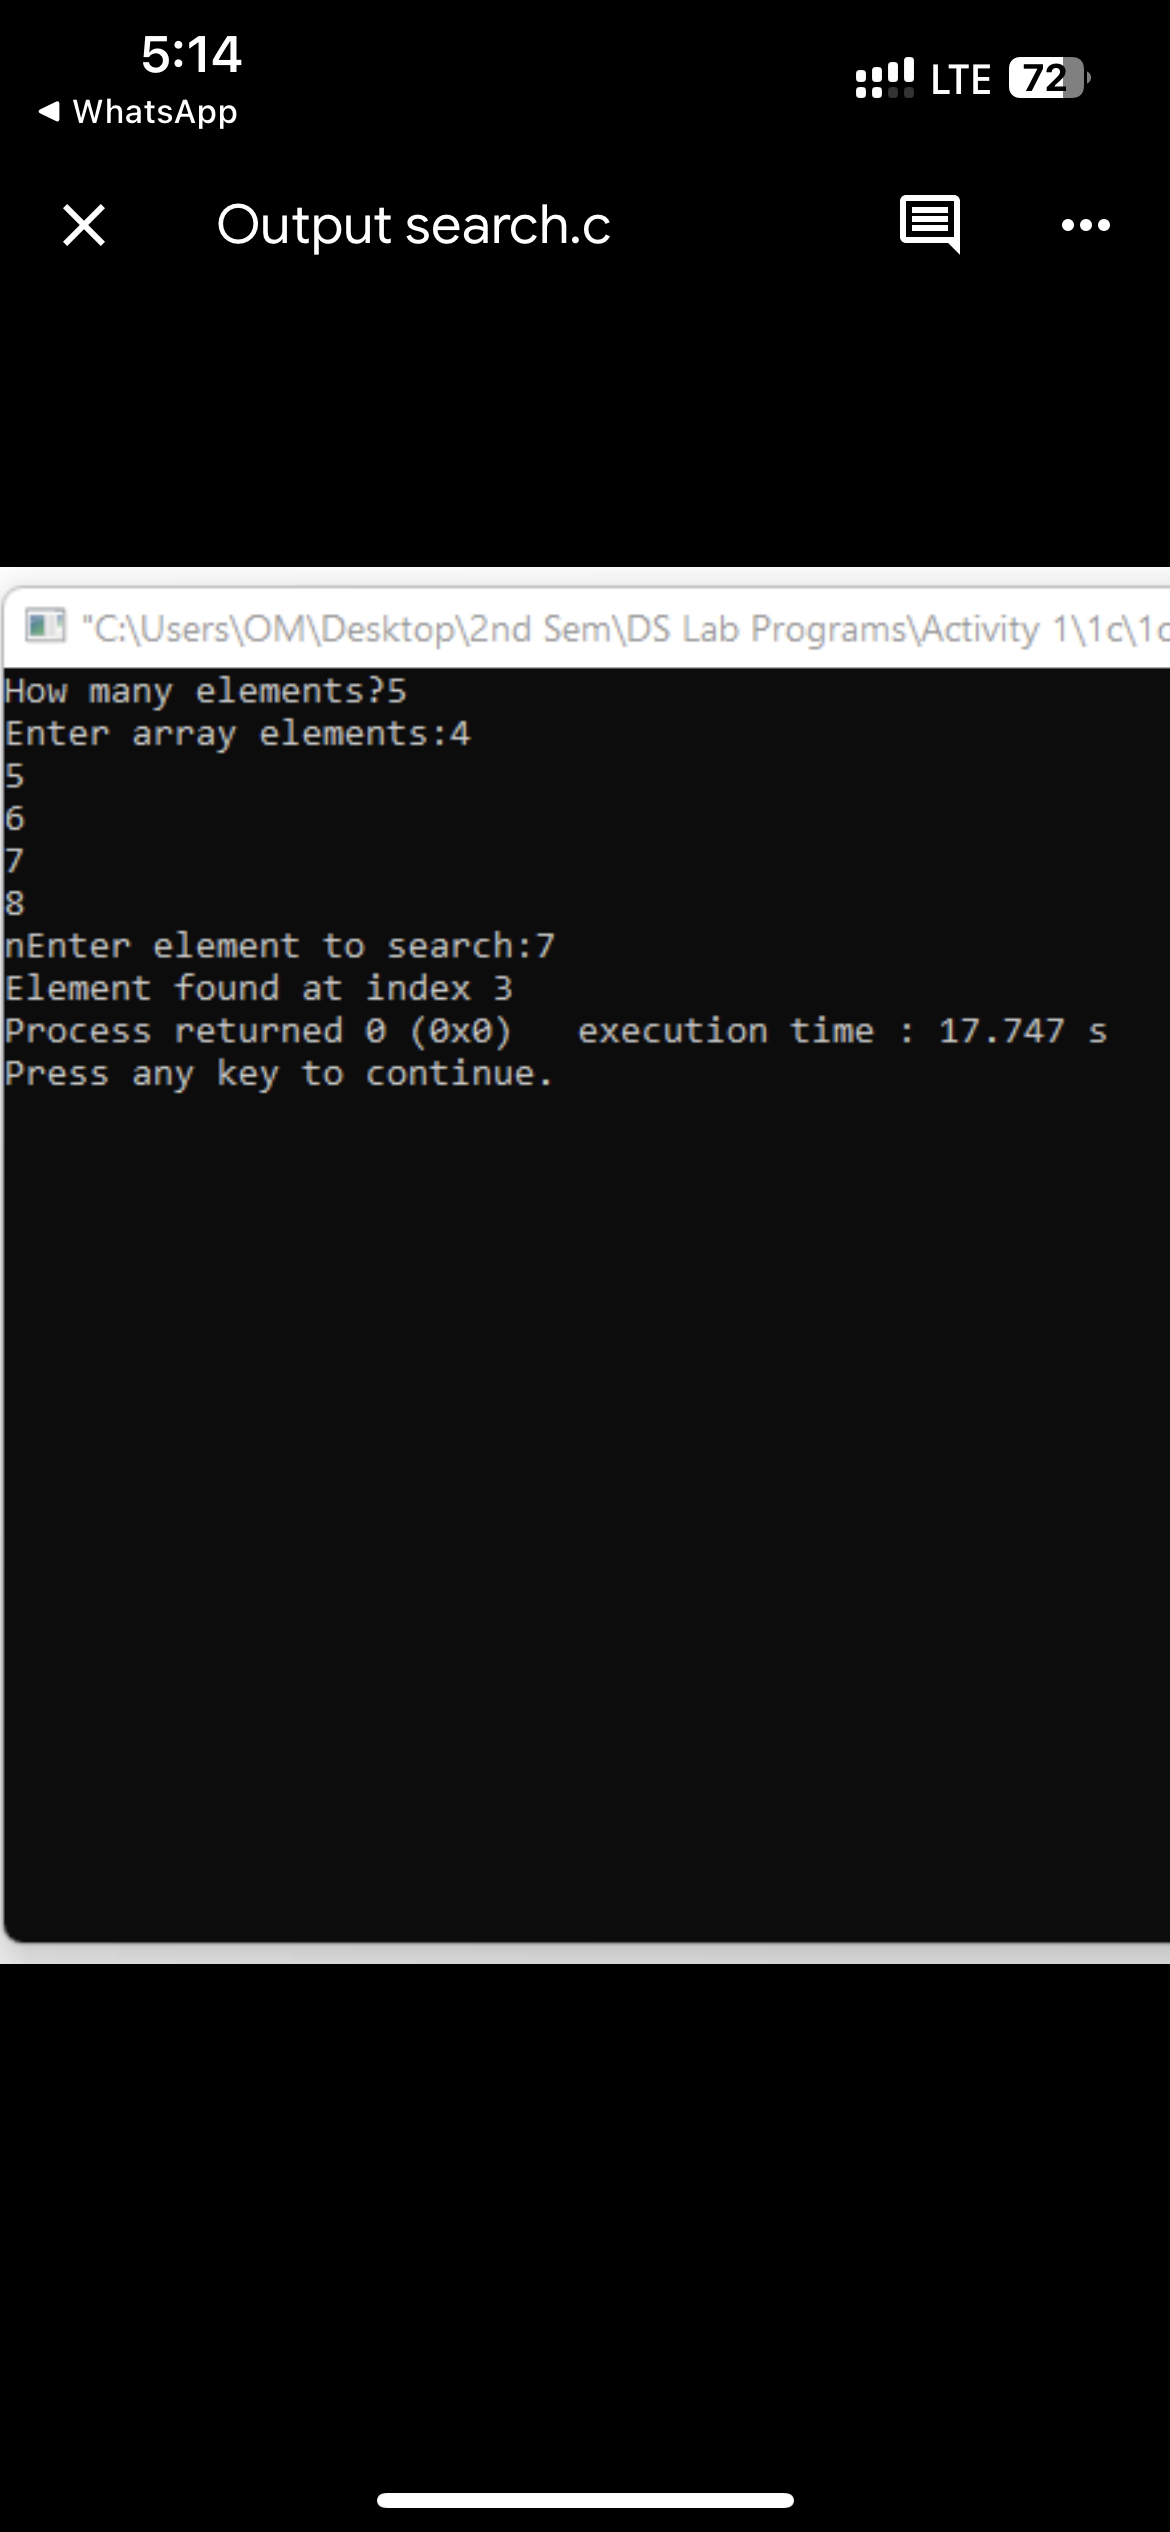 5:14
LTE 72
◀ WhatsApp
Output search.c
"C:\Users\OM\Desktop\2nd Sem\DS Lab Programs\Activity 1\1c\1c
How many elements?5
Enter array elements:4
5
6
7
8
nEnter element to search:7
Element found at index 3
Process returned 0 (0x0)   execution time : 17.747 s
Press any key to continue.